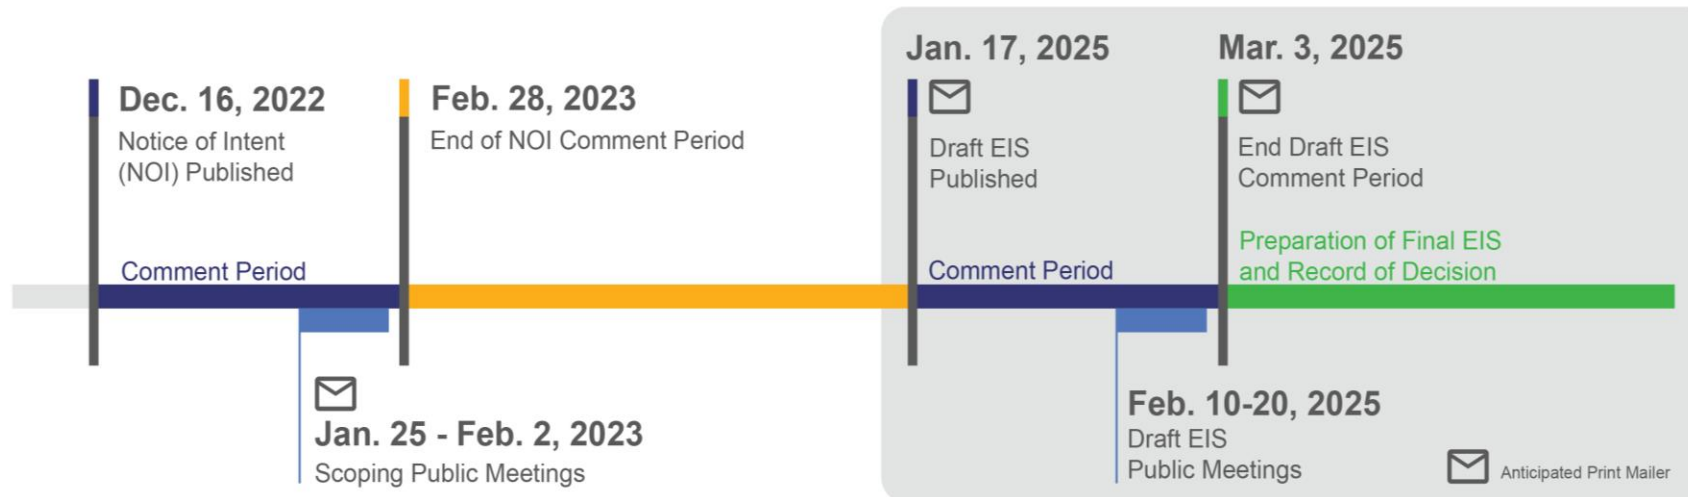 Dec. 16, 2022
Notice of Intent
(NOI) Published
Comment Period
Feb. 28, 2023
End of NOI Comment Period
Jan. 25 - Feb. 2, 2023
Scoping Public Meetings
Jan. 17, 2025
Draft EIS
Published
Comment Period
Mar. 3, 2025
End Draft EIS
Comment Period
Preparation of Final EIS
and Record of Decision
Feb. 10-20, 2025
Draft EIS
Public Meetings
Anticipated Print Mailer